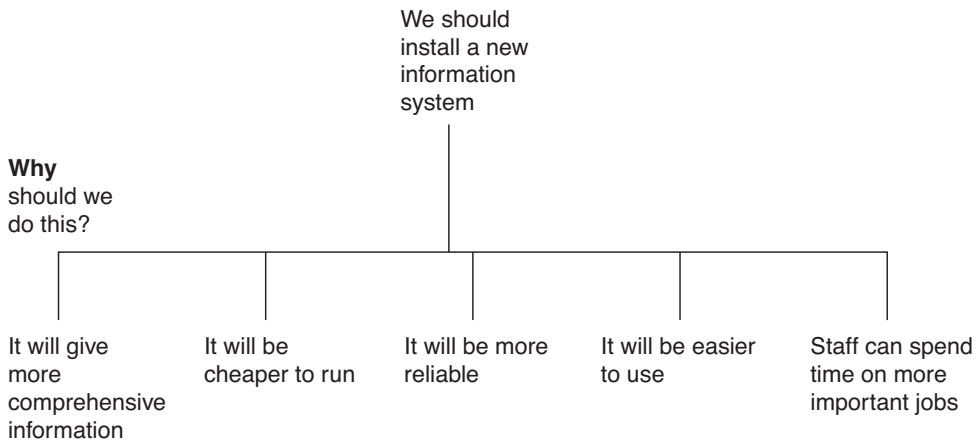 We should
install a new
information
system
Why
should we
do this?
It will give
more
comprehensive
information
It will be
cheaper to run
It will be more
reliable
It will be easier
to use
Staff can spend
time on more
important jobs